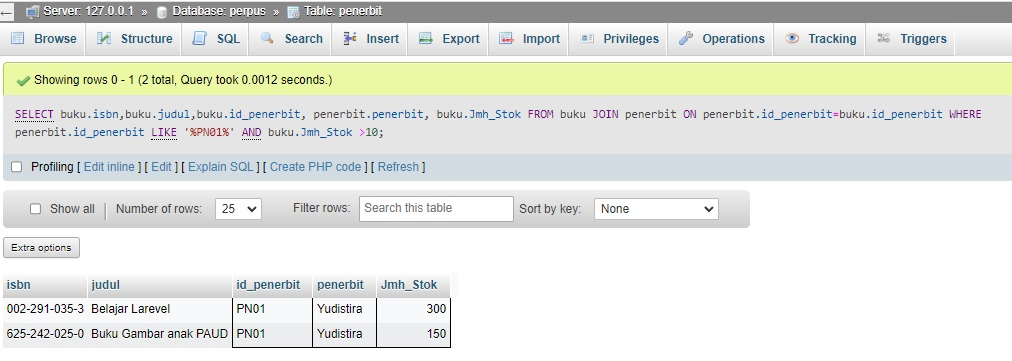 ← Server: 127.0.0.1 » Database: perpus » Table: penerbit
Browse Structure SQL Search Insert Export Import Privileges Operations Tracking Triggers
Showing rows 0 - 1 (2 total, Query took 0.0012 seconds.)
SELECT buku.isbn,buku.judul,buku.id_penerbit, penerbit.penerbit, buku.Jmh_Stok FROM buku JOIN penerbit ON penerbit.id_penerbit=buku.id_penerbit WHERE
penerbit.id_penerbit LIKE '%PN01%' AND buku.Jmh_Stok >10;
Profiling [ Edit inline ] [ Edit ] [ Explain SQL ] [ Create PHP code ] [ Refresh ]
Show all Number of rows: 25 Filter rows: Search this table Sort by key: None
Extra options
isbn judul id_penerbit penerbit Jmh_Stok
002-291-035-3 Belajar Larevel PN01 Yudistira 300
625-242-025-0 Buku Gambar anak PAUD PN01 Yudistira 150